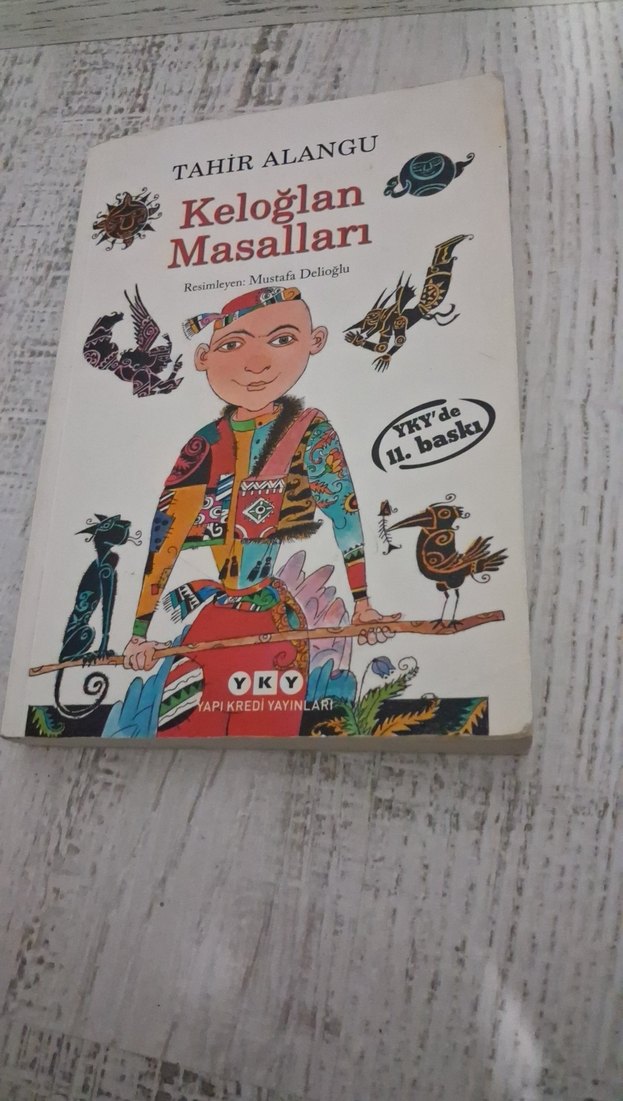 TAHİR ALANGU
Keloğlan
Masalları
Resimleyen: Mustafa Delioğlu
YKY'de
11. baskı
YKY
YAPI KREDİ YAYINLARI